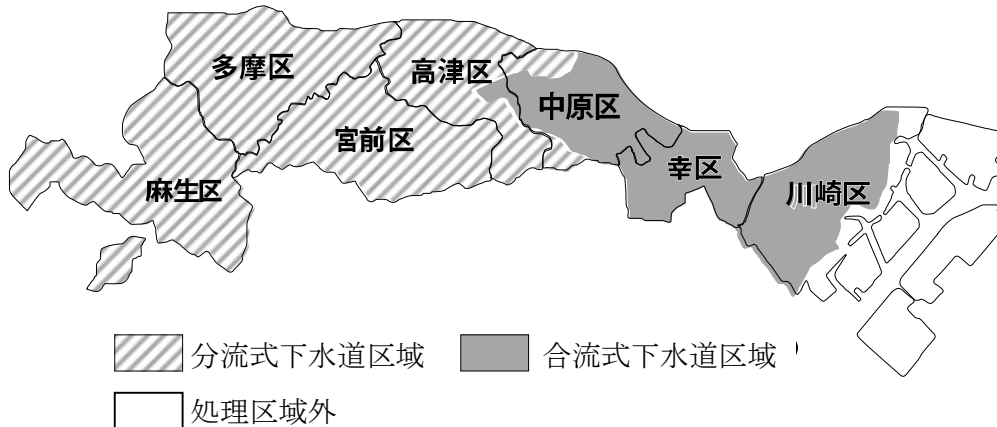 多摩区
高津区
中原区
宮前区
幸区
麻生区
川崎区
分流式下水道区域
合流式下水道区域
処理区域外